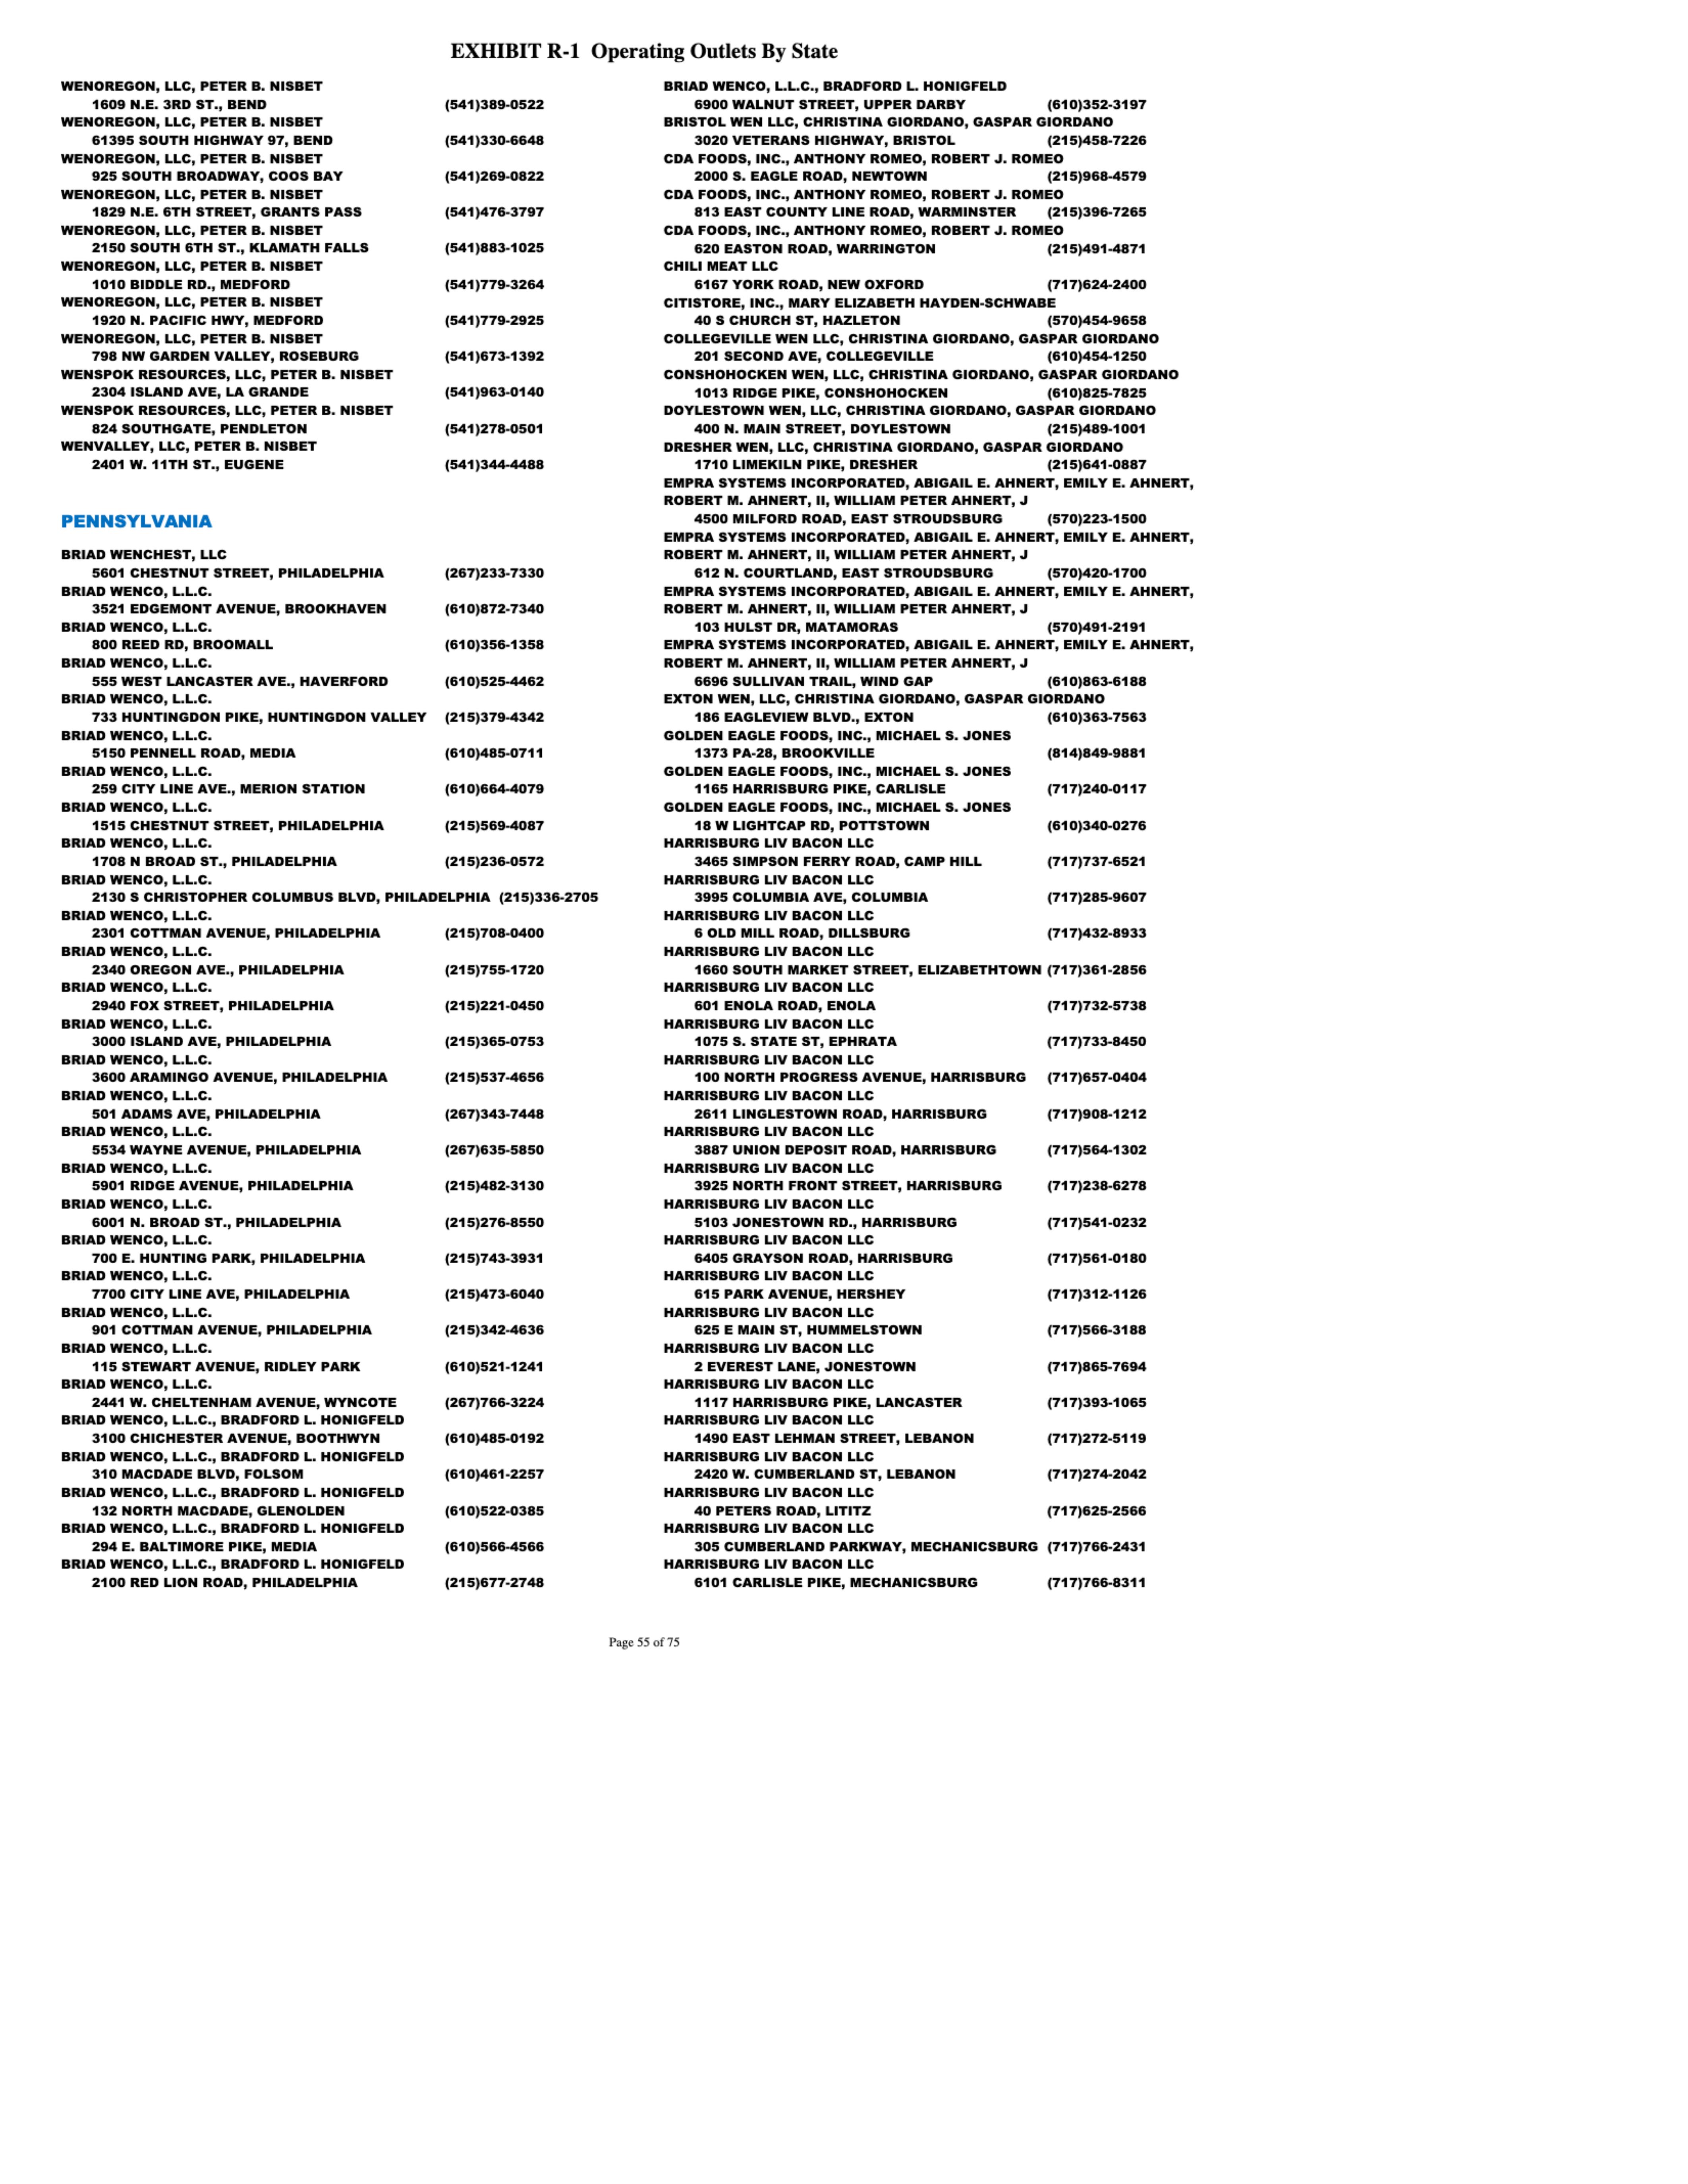 EXHIBIT R-1 Operating Outlets By State
WENOREGON, LLC, PETER B. NISBET
1609 N.E. 3RD ST., BEND (541)389-0522
WENOREGON, LLC, PETER B. NISBET
61395 SOUTH HIGHWAY 97, BEND (541)330-6648
WENOREGON, LLC, PETER B. NISBET
925 SOUTH BROADWAY, COOS BAY (541)269-0822
WENOREGON, LLC, PETER B. NISBET
1829 N.E. 6TH STREET, GRANTS PASS (541)476-3797
WENOREGON, LLC, PETER B. NISBET
2150 SOUTH 6TH ST., KLAMATH FALLS (541)883-1025
WENOREGON, LLC, PETER B. NISBET
1010 BIDDLE RD., MEDFORD (541)779-3264
WENOREGON, LLC, PETER B. NISBET
1920 N. PACIFIC HWY, MEDFORD (541)779-2925
WENOREGON, LLC, PETER B. NISBET
798 NW GARDEN VALLEY, ROSEBURG (541)673-1392
WENSPOK RESOURCES, LLC, PETER B. NISBET
2304 ISLAND AVE, LA GRANDE (541)963-0140
WENSPOK RESOURCES, LLC, PETER B. NISBET
824 SOUTHGATE, PENDLETON (541)278-0501
WENVALLEY, LLC, PETER B. NISBET
2401 W. 11TH ST., EUGENE (541)344-4488
PENNSYLVANIA
BRIAD WENCHEST, LLC
5601 CHESTNUT STREET, PHILADELPHIA (267)233-7330
BRIAD WENCO, L.L.C.
3521 EDGEMONT AVENUE, BROOKHAVEN (610)872-7340
BRIAD WENCO, L.L.C.
800 REED RD, BROOMALL (610)356-1358
BRIAD WENCO, L.L.C.
555 WEST LANCASTER AVE., HAVERFORD (610)525-4462
BRIAD WENCO, L.L.C.
733 HUNTINGDON PIKE, HUNTINGDON VALLEY (215)379-4342
BRIAD WENCO, L.L.C.
5150 PENNELL ROAD, MEDIA (610)485-0711
BRIAD WENCO, L.L.C.
259 CITY LINE AVE., MERION STATION (610)664-4079
BRIAD WENCO, L.L.C.
1515 CHESTNUT STREET, PHILADELPHIA (215)569-4087
BRIAD WENCO, L.L.C.
1708 N BROAD ST., PHILADELPHIA (215)236-0572
BRIAD WENCO, L.L.C.
2130 S CHRISTOPHER COLUMBUS BLVD, PHILADELPHIA (215)336-2705
BRIAD WENCO, L.L.C.
2301 COTTMAN AVENUE, PHILADELPHIA (215)708-0400
BRIAD WENCO, L.L.C.
2340 OREGON AVE., PHILADELPHIA (215)755-1720
BRIAD WENCO, L.L.C.
2940 FOX STREET, PHILADELPHIA (215)221-0450
BRIAD WENCO, L.L.C.
3000 ISLAND AVE, PHILADELPHIA (215)365-0753
BRIAD WENCO, L.L.C.
3600 ARAMINGO AVENUE, PHILADELPHIA (215)537-4656
BRIAD WENCO, L.L.C.
501 ADAMS AVE, PHILADELPHIA (267)343-7448
BRIAD WENCO, L.L.C.
5534 WAYNE AVENUE, PHILADELPHIA (267)635-5850
BRIAD WENCO, L.L.C.
5901 RIDGE AVENUE, PHILADELPHIA (215)482-3130
BRIAD WENCO, L.L.C.
6001 N. BROAD ST., PHILADELPHIA (215)276-8550
BRIAD WENCO, L.L.C.
700 E. HUNTING PARK, PHILADELPHIA (215)743-3931
BRIAD WENCO, L.L.C.
7700 CITY LINE AVE, PHILADELPHIA (215)473-6040
BRIAD WENCO, L.L.C.
901 COTTMAN AVENUE, PHILADELPHIA (215)342-4636
BRIAD WENCO, L.L.C.
115 STEWART AVENUE, RIDLEY PARK (610)521-1241
BRIAD WENCO, L.L.C.
2441 W. CHELTENHAM AVENUE, WYNCOTE (267)766-3224
BRIAD WENCO, L.L.C., BRADFORD L. HONIGFELD
3100 CHICHESTER AVENUE, BOOTHWYN (610)485-0192
BRIAD WENCO, L.L.C., BRADFORD L. HONIGFELD
310 MACDADE BLVD, FOLSOM (610)461-2257
BRIAD WENCO, L.L.C., BRADFORD L. HONIGFELD
132 NORTH MACDADE, GLENOLDEN (610)522-0385
BRIAD WENCO, L.L.C., BRADFORD L. HONIGFELD
294 E. BALTIMORE PIKE, MEDIA (610)566-4566
BRIAD WENCO, L.L.C., BRADFORD L. HONIGFELD
2100 RED LION ROAD, PHILADELPHIA (215)677-2748
BRIAD WENCO, L.L.C., BRADFORD L. HONIGFELD
6900 WALNUT STREET, UPPER DARBY (610)352-3197
BRISTOL WEN LLC, CHRISTINA GIORDANO, GASPAR GIORDANO
3020 VETERANS HIGHWAY, BRISTOL (215)458-7226
CDA FOODS, INC., ANTHONY ROMEO, ROBERT J. ROMEO
2000 S. EAGLE ROAD, NEWTOWN (215)968-4579
CDA FOODS, INC., ANTHONY ROMEO, ROBERT J. ROMEO
813 EAST COUNTY LINE ROAD, WARMINSTER (215)396-7265
CDA FOODS, INC., ANTHONY ROMEO, ROBERT J. ROMEO
620 EASTON ROAD, WARRINGTON (215)491-4871
CHILI MEAT LLC
6167 YORK ROAD, NEW OXFORD (717)624-2400
CITISTORE, INC., MARY ELIZABETH HAYDEN-SCHWABE
40 S CHURCH ST, HAZLETON (570)454-9658
COLLEGEVILLE WEN LLC, CHRISTINA GIORDANO, GASPAR GIORDANO
201 SECOND AVE, COLLEGEVILLE (610)454-1250
CONSHOHOCKEN WEN, LLC, CHRISTINA GIORDANO, GASPAR GIORDANO
1013 RIDGE PIKE, CONSHOHOCKEN (610)825-7825
DOYLESTOWN WEN, LLC, CHRISTINA GIORDANO, GASPAR GIORDANO
400 N. MAIN STREET, DOYLESTOWN (215)489-1001
DRESHER WEN, LLC, CHRISTINA GIORDANO, GASPAR GIORDANO
1710 LIMEKILN PIKE, DRESHER (215)641-0887
EMPRA SYSTEMS INCORPORATED, ABIGAIL E. AHNERT, EMILY E. AHNERT,
ROBERT M. AHNERT, II, WILLIAM PETER AHNERT, J
4500 MILFORD ROAD, EAST STROUDSBURG (570)223-1500
EMPRA SYSTEMS INCORPORATED, ABIGAIL E. AHNERT, EMILY E. AHNERT,
ROBERT M. AHNERT, II, WILLIAM PETER AHNERT, J
612 N. COURTLAND, EAST STROUDSBURG (570)420-1700
EMPRA SYSTEMS INCORPORATED, ABIGAIL E. AHNERT, EMILY E. AHNERT,
ROBERT M. AHNERT, II, WILLIAM PETER AHNERT, J
103 HULST DR, MATAMORAS (570)491-2191
EMPRA SYSTEMS INCORPORATED, ABIGAIL E. AHNERT, EMILY E. AHNERT,
ROBERT M. AHNERT, II, WILLIAM PETER AHNERT, J
6696 SULLIVAN TRAIL, WIND GAP (610)863-6188
EXTON WEN, LLC, CHRISTINA GIORDANO, GASPAR GIORDANO
186 EAGLEVIEW BLVD., EXTON (610)363-7563
GOLDEN EAGLE FOODS, INC., MICHAEL S. JONES
1373 PA-28, BROOKVILLE (814)849-9881
GOLDEN EAGLE FOODS, INC., MICHAEL S. JONES
1165 HARRISBURG PIKE, CARLISLE (717)240-0117
GOLDEN EAGLE FOODS, INC., MICHAEL S. JONES
18 W LIGHTCAP RD, POTTSTOWN (610)340-0276
HARRISBURG LIV BACON LLC
3465 SIMPSON FERRY ROAD, CAMP HILL (717)737-6521
HARRISBURG LIV BACON LLC
3995 COLUMBIA AVE, COLUMBIA (717)285-9607
HARRISBURG LIV BACON LLC
6 OLD MILL ROAD, DILLSBURG (717)432-8933
HARRISBURG LIV BACON LLC
1660 SOUTH MARKET STREET, ELIZABETHTOWN (717)361-2856
HARRISBURG LIV BACON LLC
601 ENOLA ROAD, ENOLA (717)732-5738
HARRISBURG LIV BACON LLC
1075 S. STATE ST, EPHRATA (717)733-8450
HARRISBURG LIV BACON LLC
100 NORTH PROGRESS AVENUE, HARRISBURG (717)657-0404
HARRISBURG LIV BACON LLC
2611 LINGLESTOWN ROAD, HARRISBURG (717)908-1212
HARRISBURG LIV BACON LLC
3887 UNION DEPOSIT ROAD, HARRISBURG (717)564-1302
HARRISBURG LIV BACON LLC
3925 NORTH FRONT STREET, HARRISBURG (717)238-6278
HARRISBURG LIV BACON LLC
5103 JONESTOWN RD., HARRISBURG (717)541-0232
HARRISBURG LIV BACON LLC
6405 GRAYSON ROAD, HARRISBURG (717)561-0180
HARRISBURG LIV BACON LLC
615 PARK AVENUE, HERSHEY (717)312-1126
HARRISBURG LIV BACON LLC
625 E MAIN ST, HUMMELSTOWN (717)566-3188
HARRISBURG LIV BACON LLC
2 EVEREST LANE, JONESTOWN (717)865-7694
HARRISBURG LIV BACON LLC
1117 HARRISBURG PIKE, LANCASTER (717)393-1065
HARRISBURG LIV BACON LLC
1490 EAST LEHMAN STREET, LEBANON (717)272-5119
HARRISBURG LIV BACON LLC
2420 W. CUMBERLAND ST, LEBANON (717)274-2042
HARRISBURG LIV BACON LLC
40 PETERS ROAD, LITITZ (717)625-2566
HARRISBURG LIV BACON LLC
305 CUMBERLAND PARKWAY, MECHANICSBURG (717)766-2431
HARRISBURG LIV BACON LLC
6101 CARLISLE PIKE, MECHANICSBURG (717)766-8311
Page 55 of 75